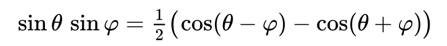 sin θ sin φ = ½(cos(θ − φ) − cos(θ + φ))